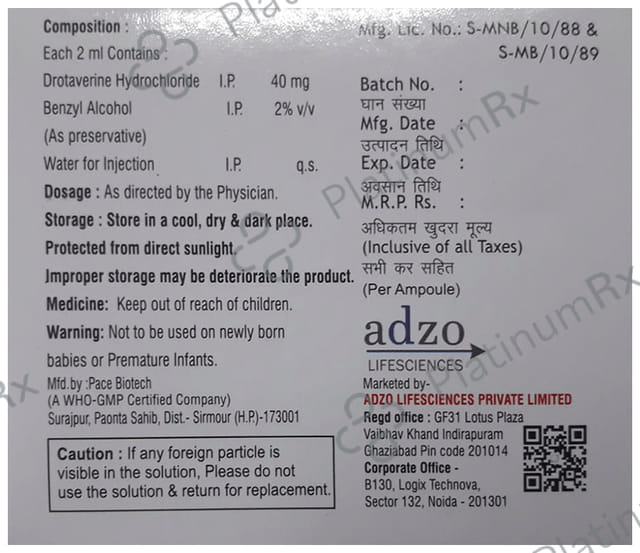 Composition :
Each 2 ml Contains :
Drotaverine Hydrochloride I.P. 40 mg
Benzyl Alcohol I.P. 2% v/v
(As preservative)
Water for Injection I.P. q.s.
Dosage : As directed by the Physician.
Storage : Store in a cool, dry & dark place.
Protected from direct sunlight.
Improper storage may be deteriorate the product.
Medicine: Keep out of reach of children.
Warning: Not to be used on newly born
babies or Premature Infants.
Mfd.by :Pace Biotech
(A WHO-GMP Certified Company)
Surajpur, Paonta Sahib, Dist.- Sirmour (H.P.)-173001
Caution : If any foreign particle is
visible in the solution, Please do not
use the solution & return for replacement.
Mfg. Lic. No.: S-MNB/10/88 &
S-MB/10/89
Batch No. :
घान संख्या
Mfg. Date :
उत्पादन तिथि
Exp. Date :
अवसान तिथि
M.R.P. Rs. :
अधिकतम खुदरा मूल्य
(Inclusive of all Taxes)
सभी कर सहित
(Per Ampoule)
adzo
LIFESCIENCES
Marketed by-
ADZO LIFESCIENCES PRIVATE LIMITED
Regd office : GF31 Lotus Plaza
Vaibhav Khand Indirapuram
Ghaziabad Pin code 201014
Corporate Office -
B130, Logix Technova,
Sector 132, Noida - 201301
PlatinumRx
PlatinumRx
PlatinumRx
Rx
Platin